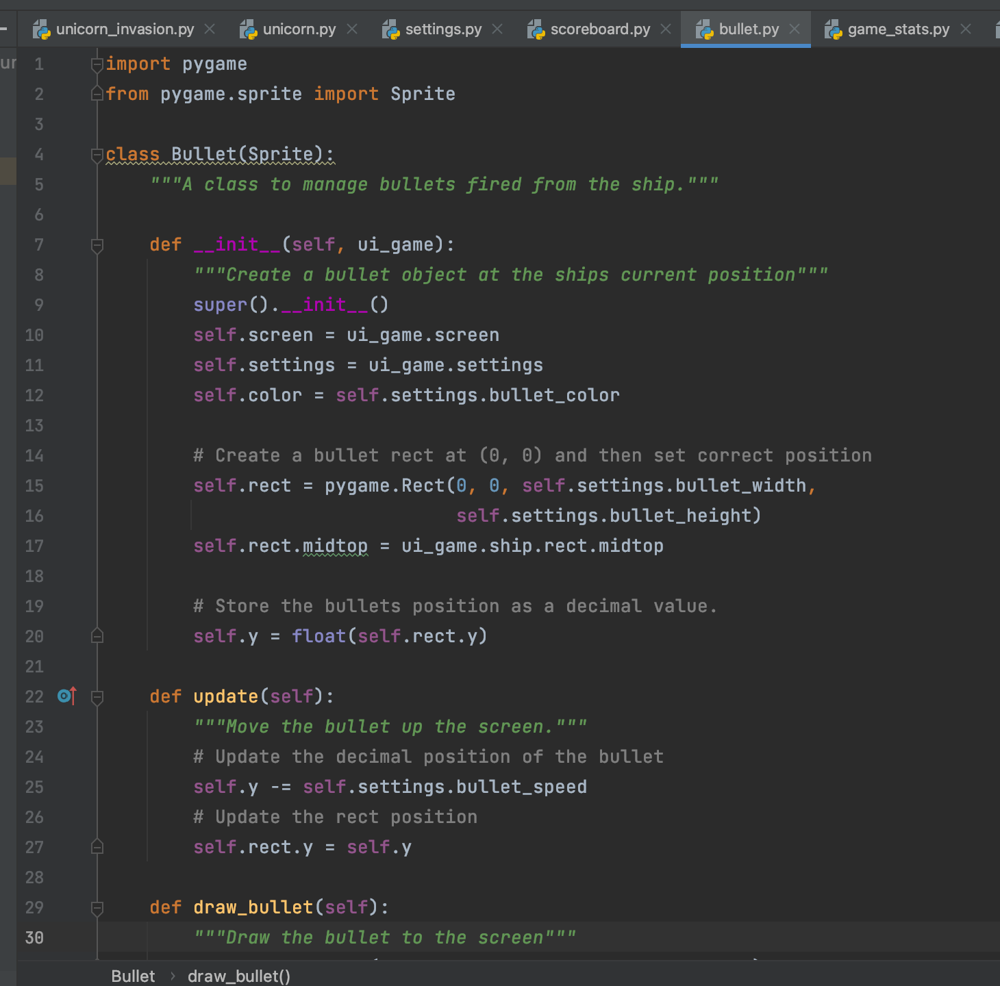 unicorn_invasion.py unicorn.py settings.py scoreboard.py bullet.py game_stats.py
ur
1 import pygame
2 from pygame.sprite import Sprite
3
4 class Bullet(Sprite):
5 """A class to manage bullets fired from the ship."""
6
7 def __init__(self, ui_game):
8 """Create a bullet object at the ships current position"""
9 super().__init__()
10 self.screen = ui_game.screen
11 self.settings = ui_game.settings
12 self.color = self.settings.bullet_color
13
14 # Create a bullet rect at (0, 0) and then set correct position
15 self.rect = pygame.Rect(0, 0, self.settings.bullet_width,
16 self.settings.bullet_height)
17 self.rect.midtop = ui_game.ship.rect.midtop
18
19 # Store the bullets position as a decimal value.
20 self.y = float(self.rect.y)
21
22 def update(self):
23 """Move the bullet up the screen."""
24 # Update the decimal position of the bullet
25 self.y -= self.settings.bullet_speed
26 # Update the rect position
27 self.rect.y = self.y
28
29 def draw_bullet(self):
30 """Draw the bullet to the screen"""
Bullet › draw_bullet()